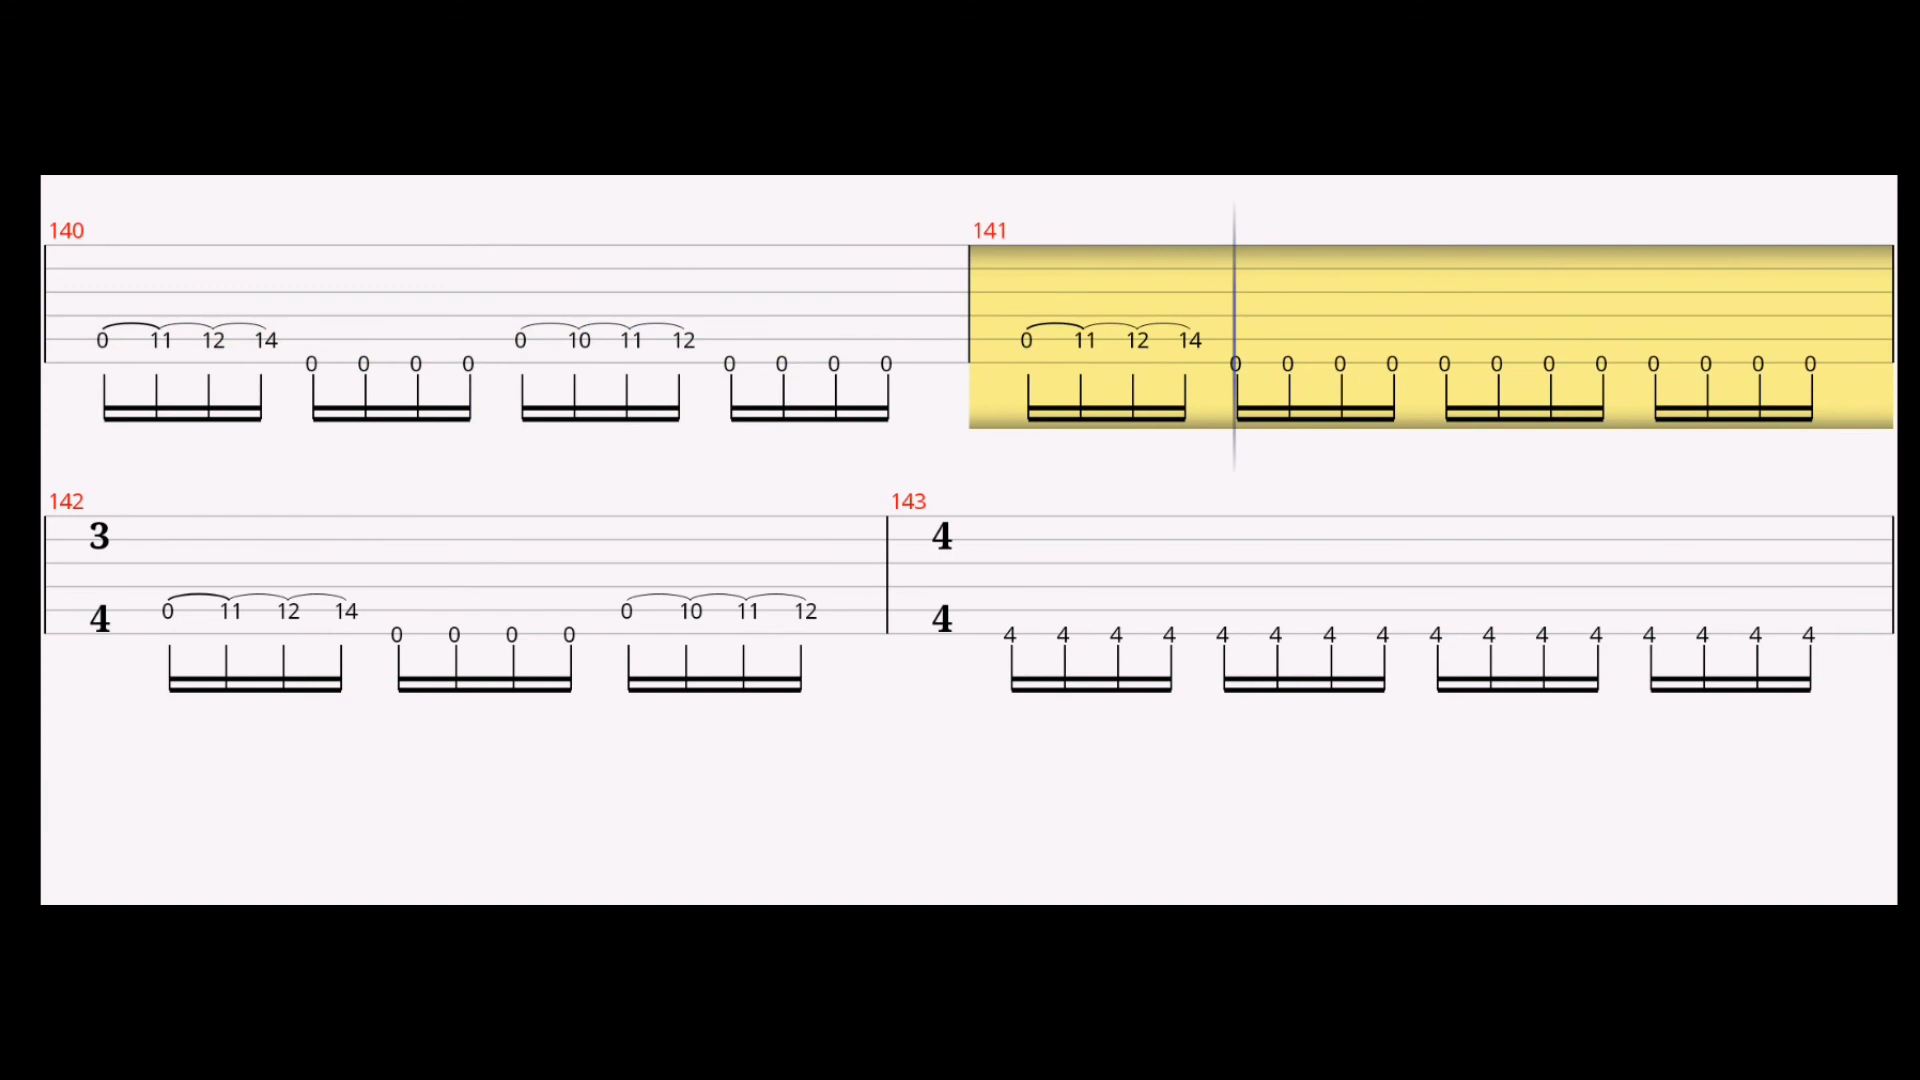 140 141
0 11 12 14 0 10 11 12 0 11 12 14
0 0 0 0 0 0 0 0 0 0 0 0 0 0 0 0 0 0 0 0
142 143
3 4
0 11 12 14 0 10 11 12
4 4
0 0 0 0 4 4 4 4 4 4 4 4 4 4 4 4 4 4 4 4